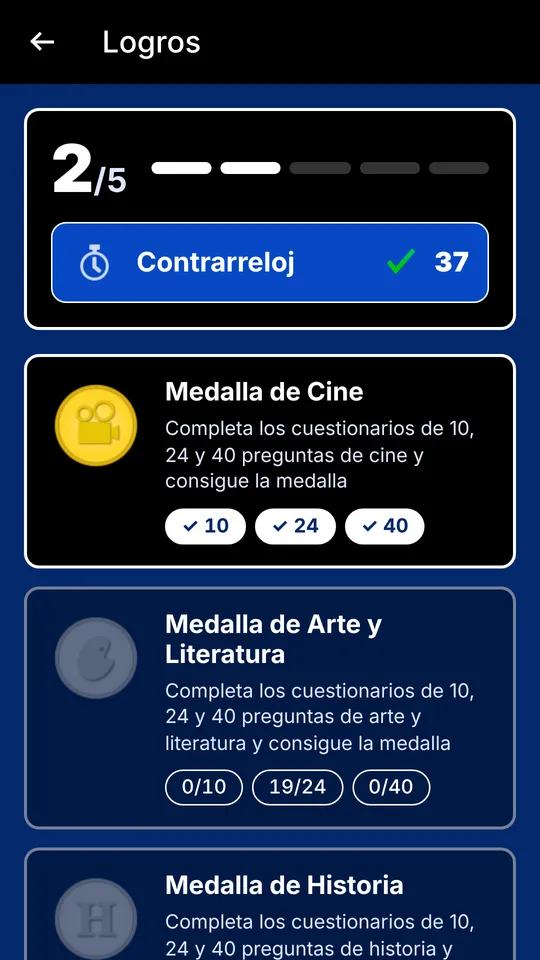 Logros
2/5
Contrarreloj 37
Medalla de Cine
Completa los cuestionarios de 10,
24 y 40 preguntas de cine y
consigue la medalla
10 24 40
Medalla de Arte y
Literatura
Completa los cuestionarios de 10,
24 y 40 preguntas de arte y
literatura y consigue la medalla
0/10 19/24 0/40
H
Medalla de Historia
Completa los cuestionarios de 10,
24 y 40 preguntas de historia y